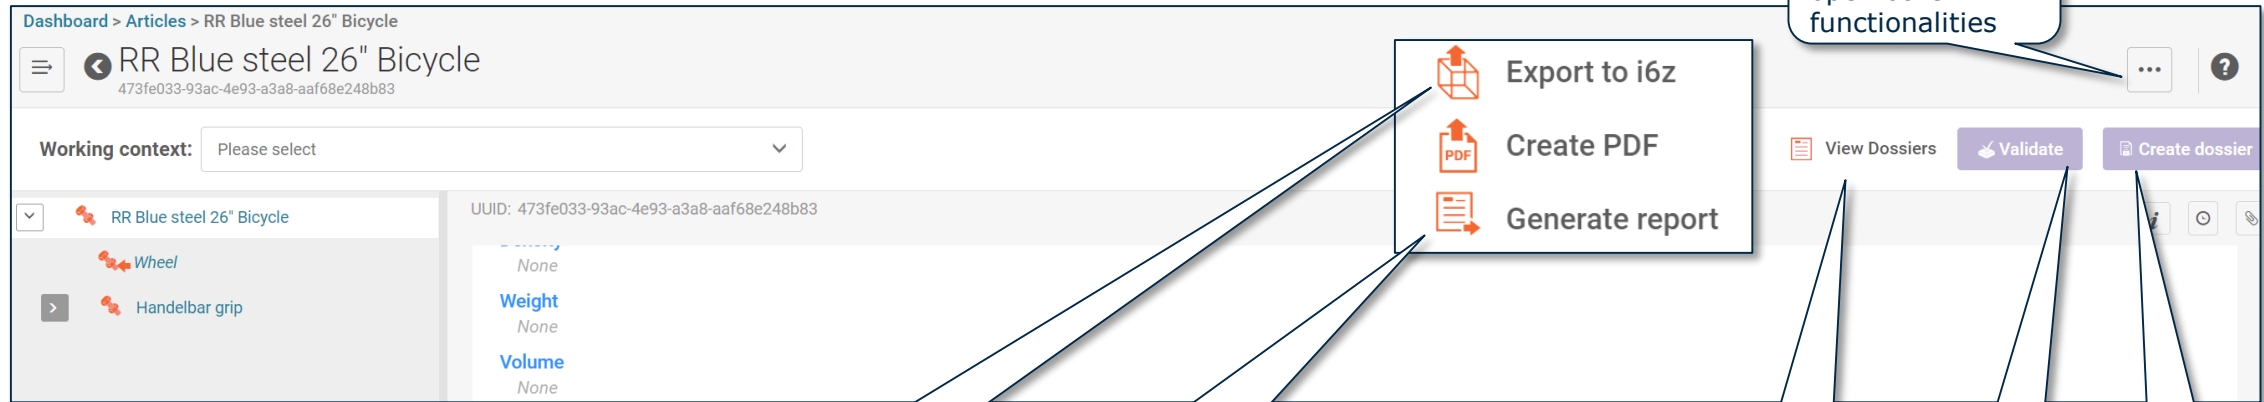 Dashboard > Articles > RR Blue steel 26" Bicycle
functionalities
RR Blue steel 26" Bicycle
473fe033-93ac-4e93-a3a8-aaf68e248b83
Export to i6z
PDF
Create PDF
Generate report
Working context:
Please select
View Dossiers
Validate
Create dossier
RR Blue steel 26" Bicycle
Wheel
Handelbar grip
UUID: 473fe033-93ac-4e93-a3a8-aaf68e248b83
None
Weight
None
Volume
None